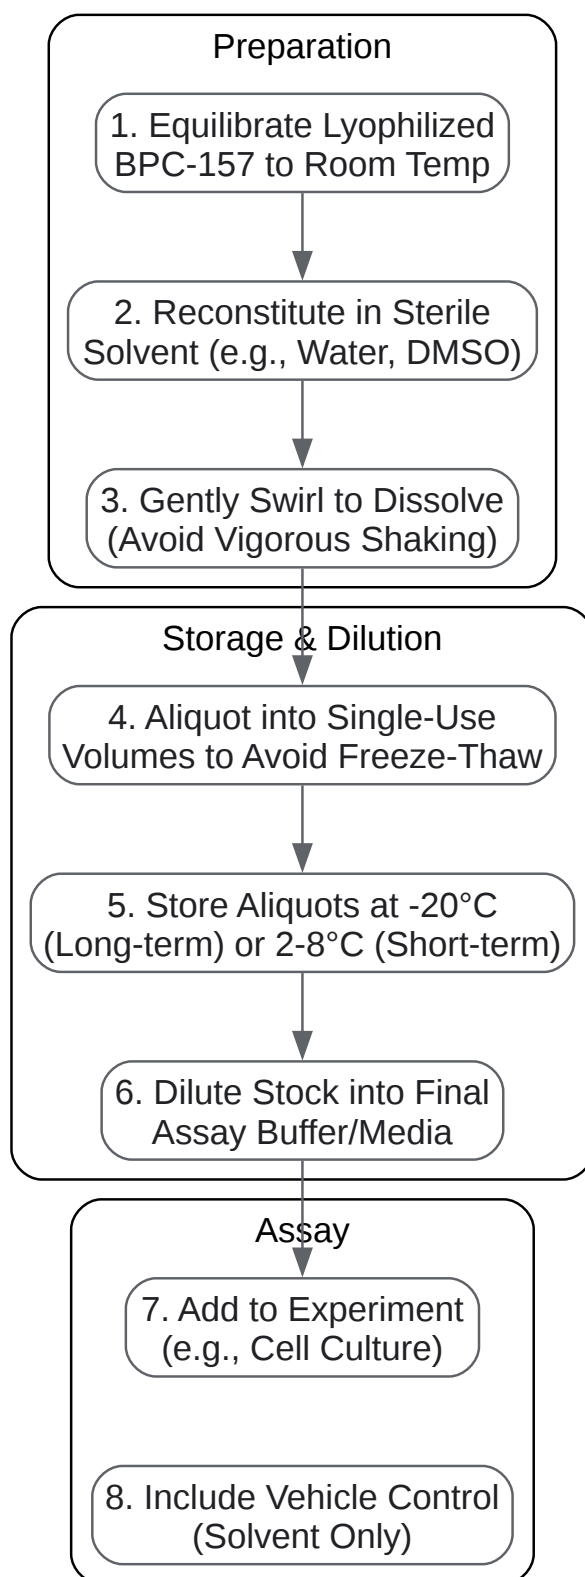 Preparation
1. Equilibrate Lyophilized
BPC-157 to Room Temp
2. Reconstitute in Sterile
Solvent (e.g., Water, DMSO)
3. Gently Swirl to Dissolve
(Avoid Vigorous Shaking)
Storage & Dilution
4. Aliquot into Single-Use
Volumes to Avoid Freeze-Thaw
5. Store Aliquots at -20°C
(Long-term) or 2-8°C (Short-term)
6. Dilute Stock into Final
Assay Buffer/Media
Assay
7. Add to Experiment
(e.g., Cell Culture)
8. Include Vehicle Control
(Solvent Only)